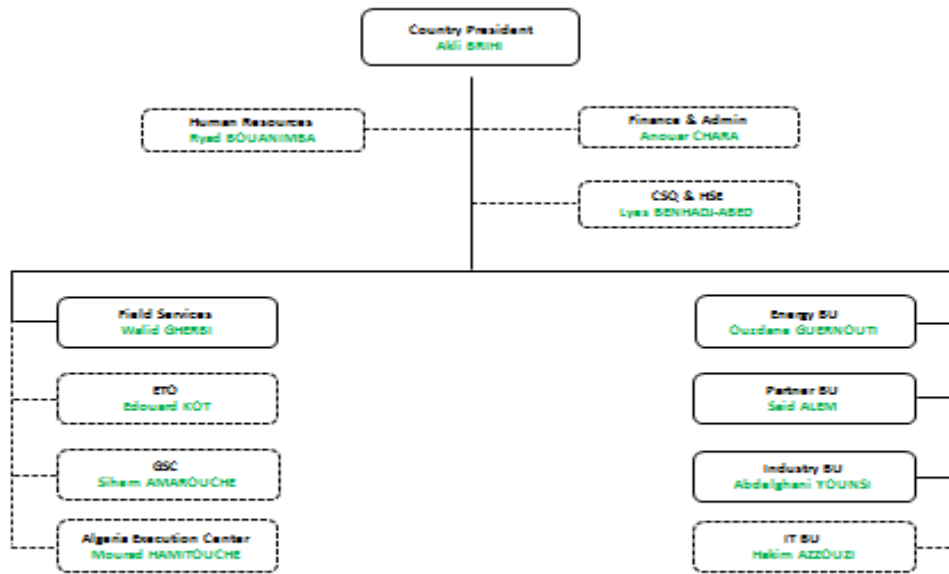 Country President
Akli BRIHI
Human Resources
Ryad BOUANIMBA
Finance & Admin
Anouar CHARA
CSQ & HSE
Lyes BENHADJ-ABED
Field Services
Walid GHERBI
Energy BU
Ouzdane GUERNOUTI
ETO
Edouard KOT
Partner BU
Said ALEM
GSC
Sihem AMAROUCHE
Industry BU
Abdelghani YOUNSI
Algeria Execution Center
Mourad HAMITOUCHE
IT BU
Hakim AZZOUZI